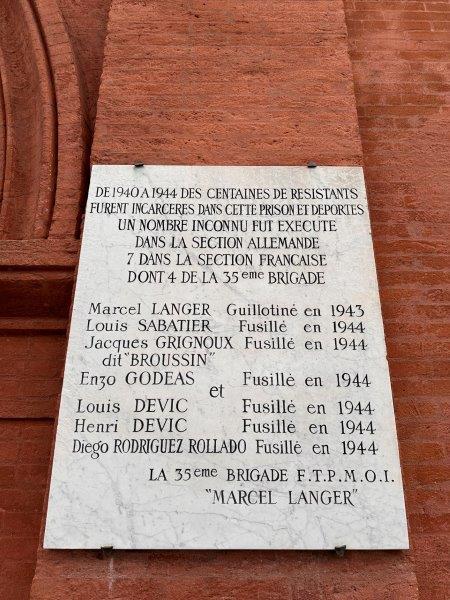 DE 1940 A 1944 DES CENTAINES DE RESISTANTS
FURENT INCARCERES DANS CETTE PRISON ET DEPORTES
UN NOMBRE INCONNU FUT EXECUTE
DANS LA SECTION ALLEMANDE
7 DANS LA SECTION FRANCAISE
DONT 4 DE LA 35eme BRIGADE
Marcel LANGER Guillotiné en 1943
Louis SABATIER Fusillé en 1944
Jacques GRIGNOUX Fusillé en 1944
dit "BROUSSIN"
Enzo GODEAS Fusillé en 1944
et
Louis DEVIC Fusillé en 1944
Henri DEVIC Fusillé en 1944
Diego RODRIGUEZ ROLLADO Fusillé en 1944
LA 35eme BRIGADE F.T.P.M.O.I.
"MARCEL LANGER"